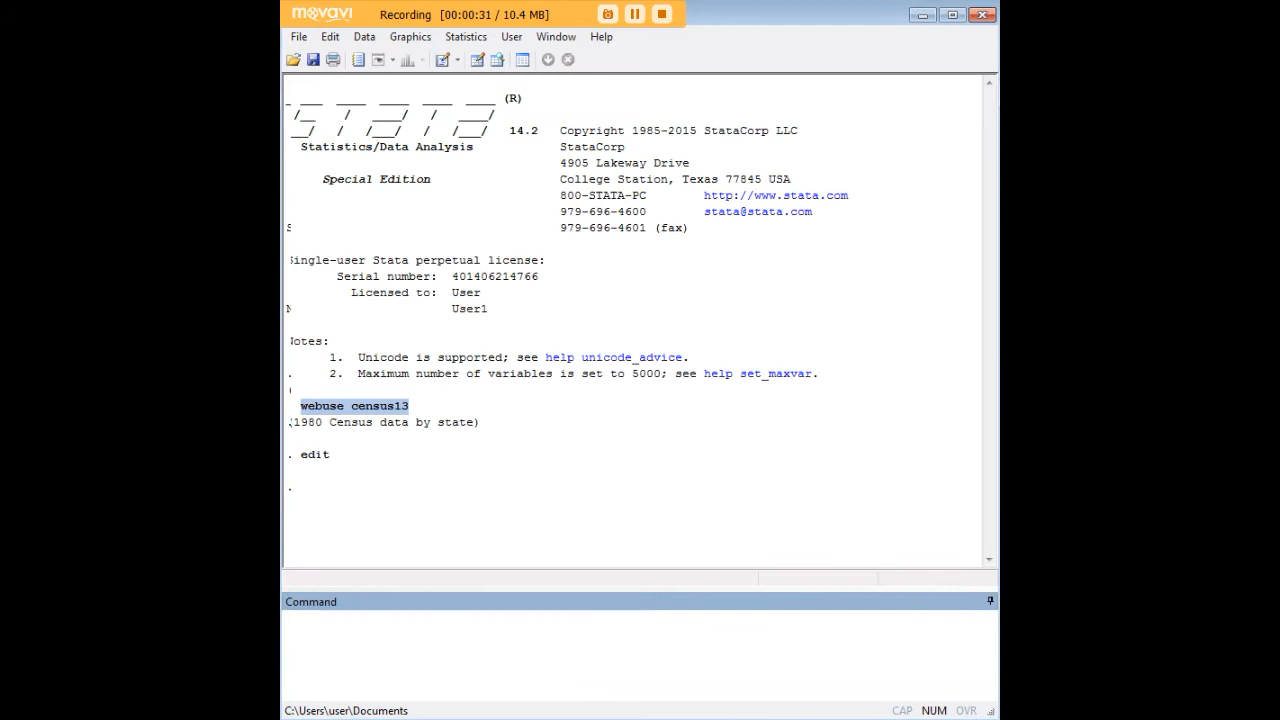 movavi Recording [00:00:31 / 10.4 MB]
File Edit Data Graphics Statistics User Window Help
(R)
14.2 Copyright 1985-2015 StataCorp LLC
Statistics/Data Analysis StataCorp
4905 Lakeway Drive
Special Edition College Station, Texas 77845 USA
800-STATA-PC http://www.stata.com
979-696-4600 stata@stata.com
979-696-4601 (fax)
ingle-user Stata perpetual license:
Serial number: 401406214766
Licensed to: User
User1
otes:
1. Unicode is supported; see help unicode_advice.
2. Maximum number of variables is set to 5000; see help set_maxvar.
webuse census13
(1980 Census data by state)
. edit
.
Command
C:\Users\user\Documents CAP NUM OVR